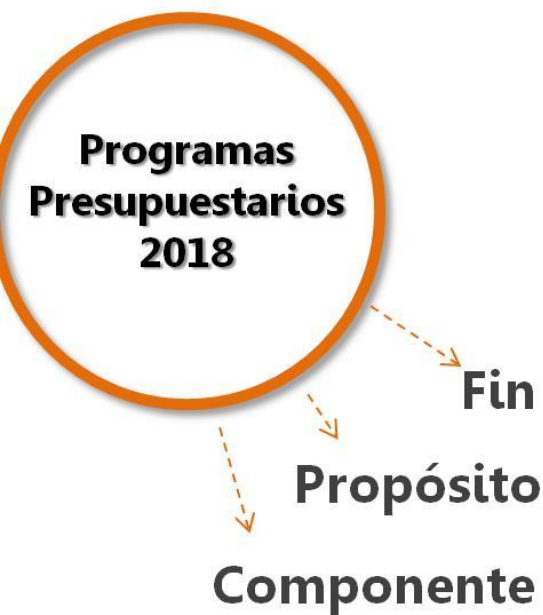 Programas
Presupuestarios
2018
Fin
Propósito
Componente